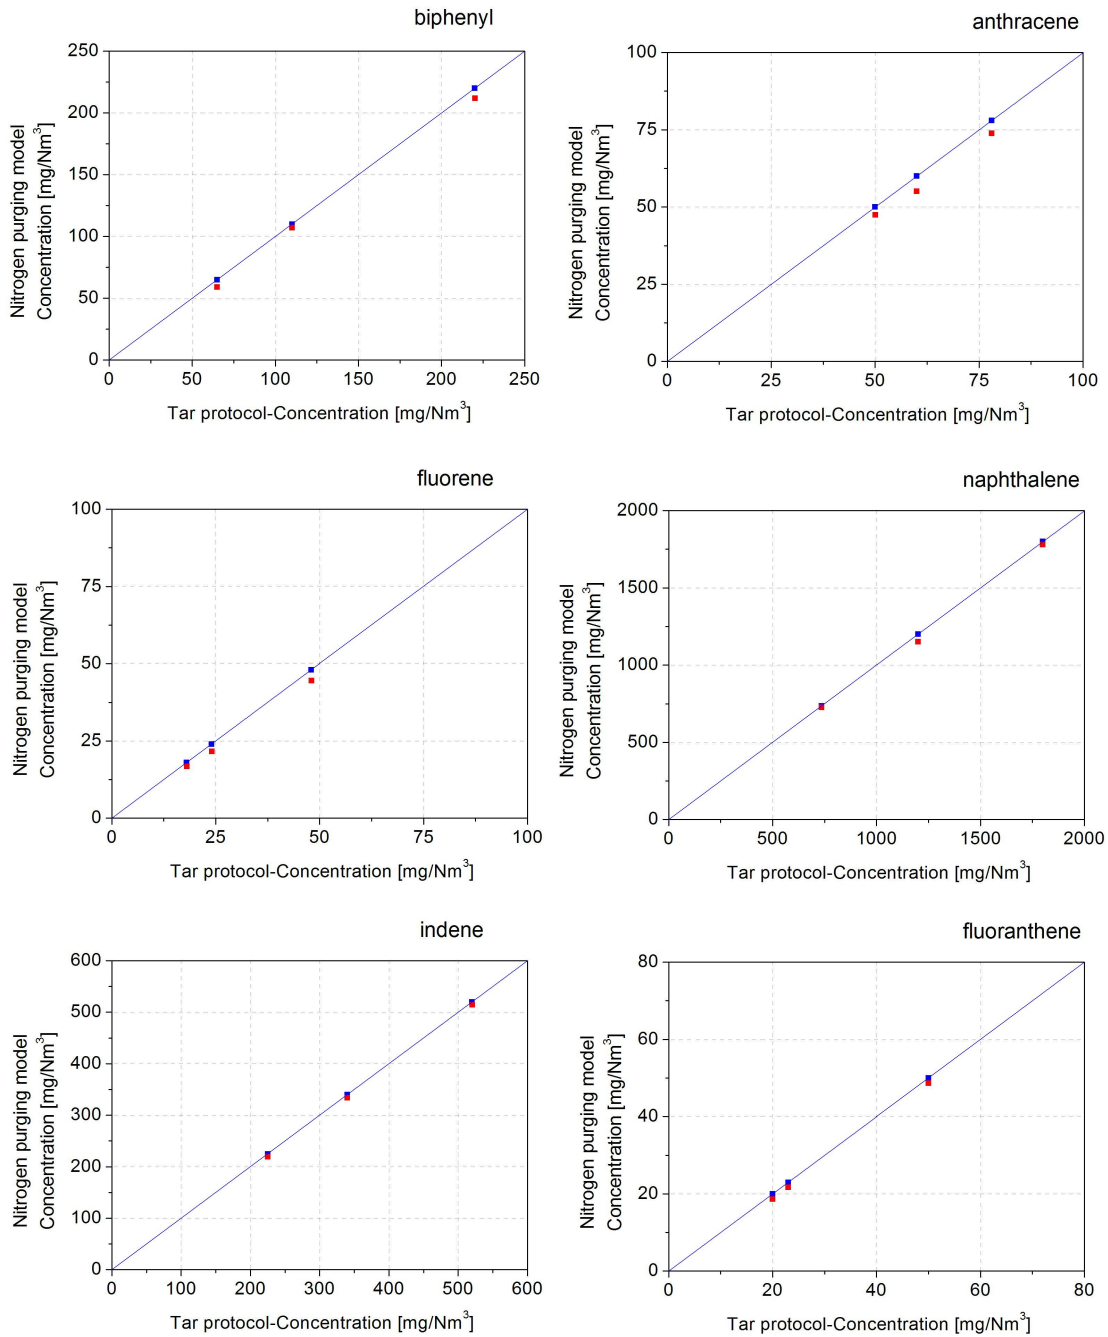 biphenyl
250
200
150
100
50
0
0 50 100 150 200 250
Nitrogen purging model
Concentration [mg/Nm³]
Tar protocol-Concentration [mg/Nm³]
anthracene
100
75
50
25
0
0 25 50 75 100
Nitrogen purging model
Concentration [mg/Nm³]
Tar protocol-Concentration [mg/Nm³]
fluorene
100
75
50
25
0
0 25 50 75 100
Nitrogen purging model
Concentration [mg/Nm³]
Tar protocol-Concentration [mg/Nm³]
naphthalene
2000
1500
1000
500
0
0 500 1000 1500 2000
Nitrogen purging model
Concentration [mg/Nm³]
Tar protocol-Concentration [mg/Nm³]
indene
600
500
400
300
200
100
0
0 100 200 300 400 500 600
Nitrogen purging model
Concentration [mg/Nm³]
Tar protocol-Concentration [mg/Nm³]
fluoranthene
80
60
40
20
0
0 20 40 60 80
Nitrogen purging model
Concentration [mg/Nm³]
Tar protocol-Concentration [mg/Nm³]